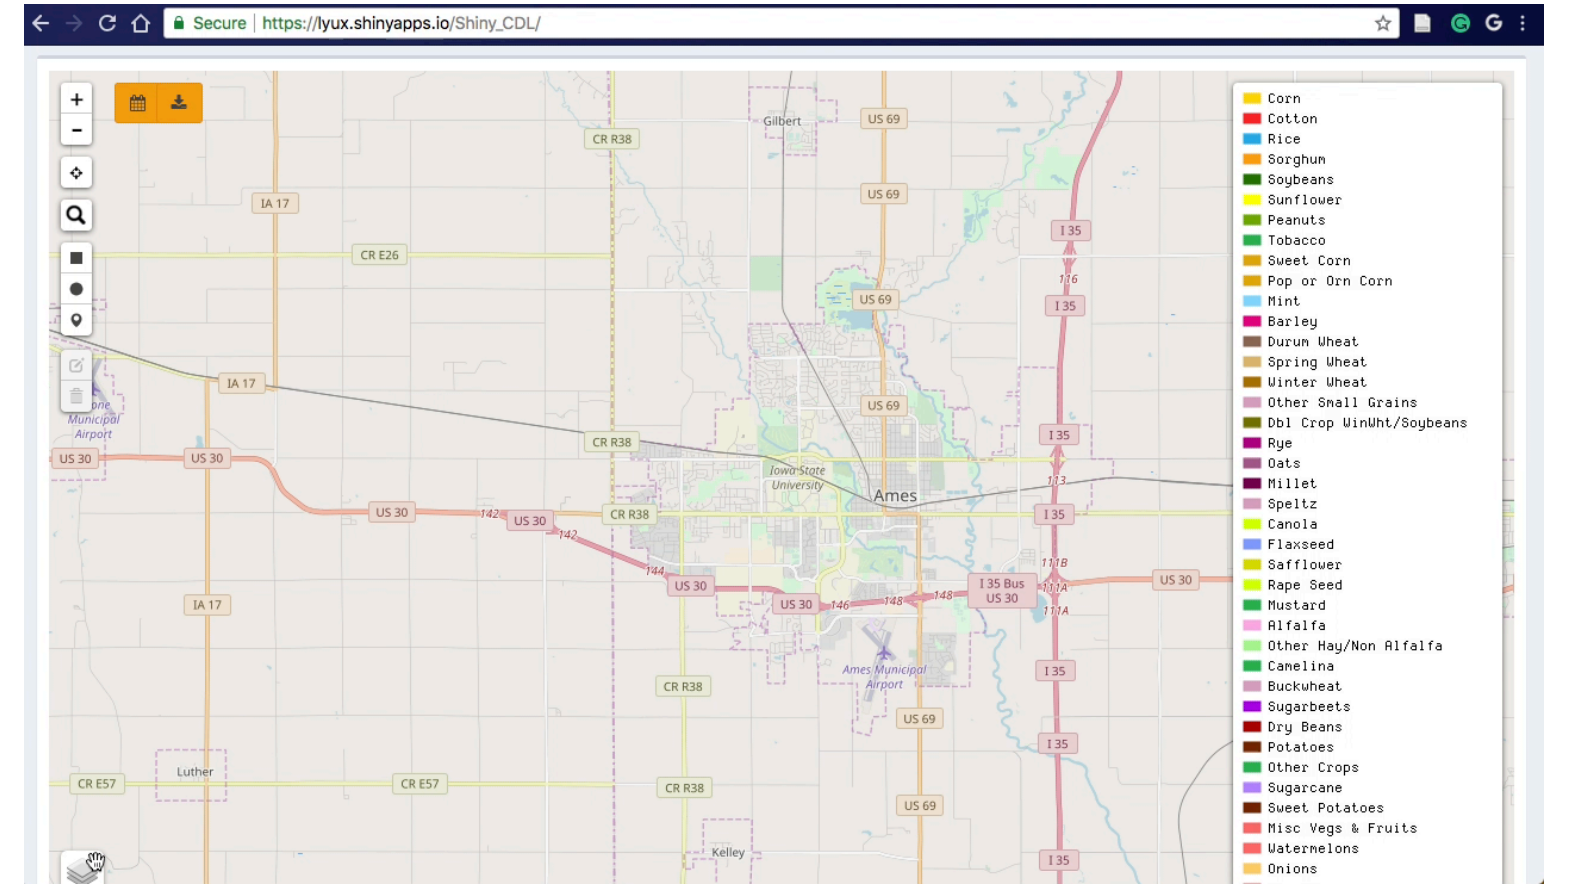 Secure | https://lyux.shinyapps.io/Shiny_CDL/
G
+
-
Gilbert
US 69
CR R38
US 69
IA 17
I 35
CR E26
116
US 69
I 35
IA 17
US 69
Municipal
Airport
CR R38
I 35
US 30
US 30
Iowa State
University
113
Ames
US 30
142
US 30
CR R38
I 35
142
111B
144
US 30
I 35 Bus
US 30
111A
US 30
US 30
146
148
148
IA 17
111A
Ames Municipal
Airport
I 35
CR R38
US 69
I 35
Luther
CR E57
CR E57
CR R38
US 69
Kelley
I 35
Corn
Cotton
Rice
Sorghum
Soybeans
Sunflower
Peanuts
Tobacco
Sweet Corn
Pop or Orn Corn
Mint
Barley
Durum Wheat
Spring Wheat
Winter Wheat
Other Small Grains
Dbl Crop WinWht/Soybeans
Rye
Oats
Millet
Speltz
Canola
Flaxseed
Safflower
Rape Seed
Mustard
Alfalfa
Other Hay/Non Alfalfa
Camelina
Buckwheat
Sugarbeets
Dry Beans
Potatoes
Other Crops
Sugarcane
Sweet Potatoes
Misc Vegs & Fruits
Watermelons
Onions